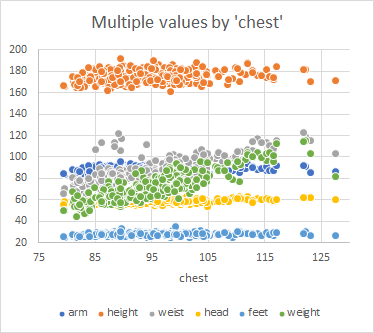 Multiple values by 'chest'
200
180
160
140
120
100
80
60
40
20
75 85 95 105 115 125
chest
arm height weist head feet weight